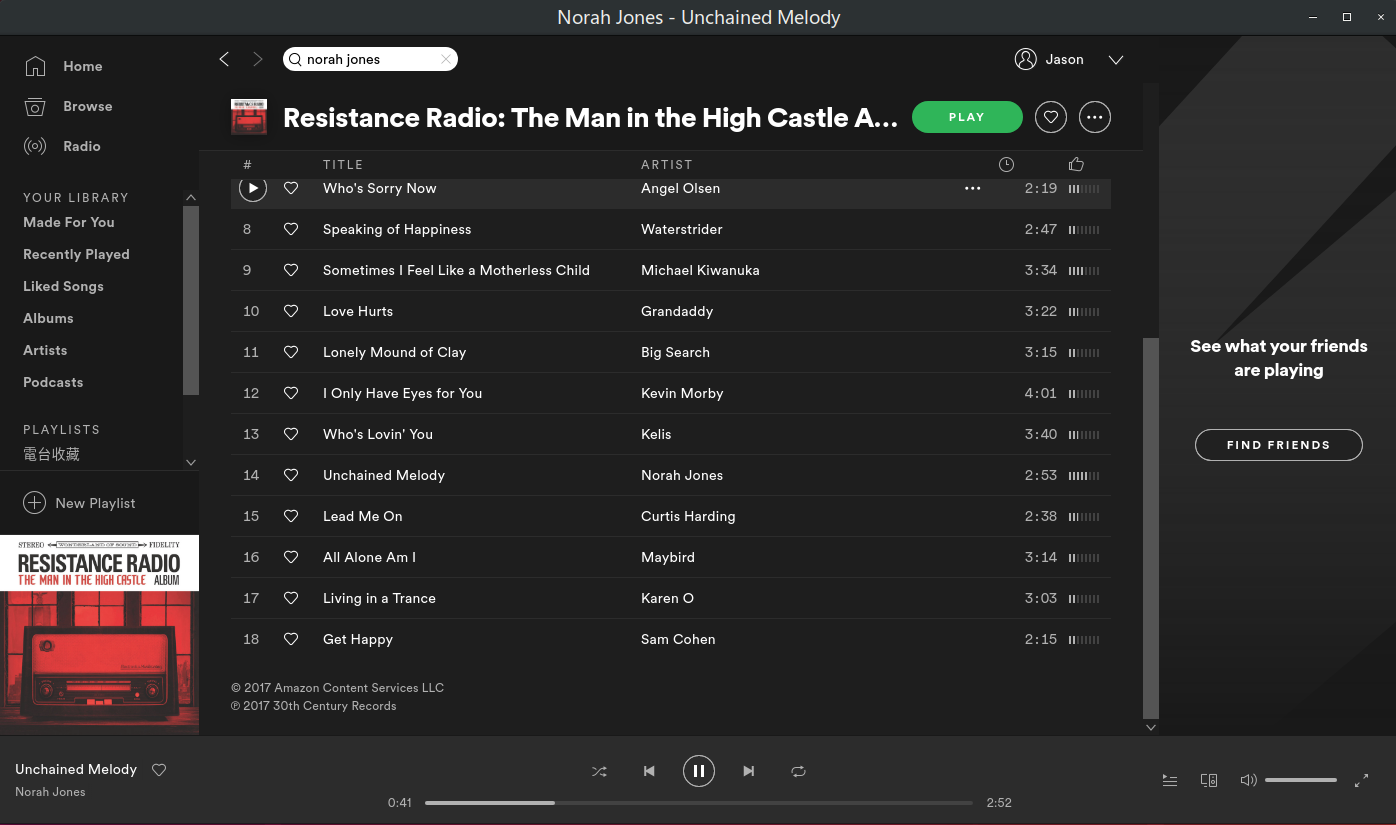 Norah Jones - Unchained Melody
Home
Browse
Radio
YOUR LIBRARY
Made For You
Recently Played
Liked Songs
Albums
Artists
Podcasts
PLAYLISTS
電台收藏
New Playlist
STEREO WONDERLAND OF SOUND FIDELITY
RESISTANCE RADIO
THE MAN IN THE HIGH CASTLE ALBUM
norah jones
Jason
Resistance Radio: The Man in the High Castle A...
PLAY
# TITLE ARTIST
Who's Sorry Now Angel Olsen 2:19
8 Speaking of Happiness Waterstrider 2:47
9 Sometimes I Feel Like a Motherless Child Michael Kiwanuka 3:34
10 Love Hurts Grandaddy 3:22
11 Lonely Mound of Clay Big Search 3:15
12 I Only Have Eyes for You Kevin Morby 4:01
13 Who's Lovin' You Kelis 3:40
14 Unchained Melody Norah Jones 2:53
15 Lead Me On Curtis Harding 2:38
16 All Alone Am I Maybird 3:14
17 Living in a Trance Karen O 3:03
18 Get Happy Sam Cohen 2:15
© 2017 Amazon Content Services LLC
℗ 2017 30th Century Records
See what your friends
are playing
FIND FRIENDS
Unchained Melody
Norah Jones
0:41 2:52